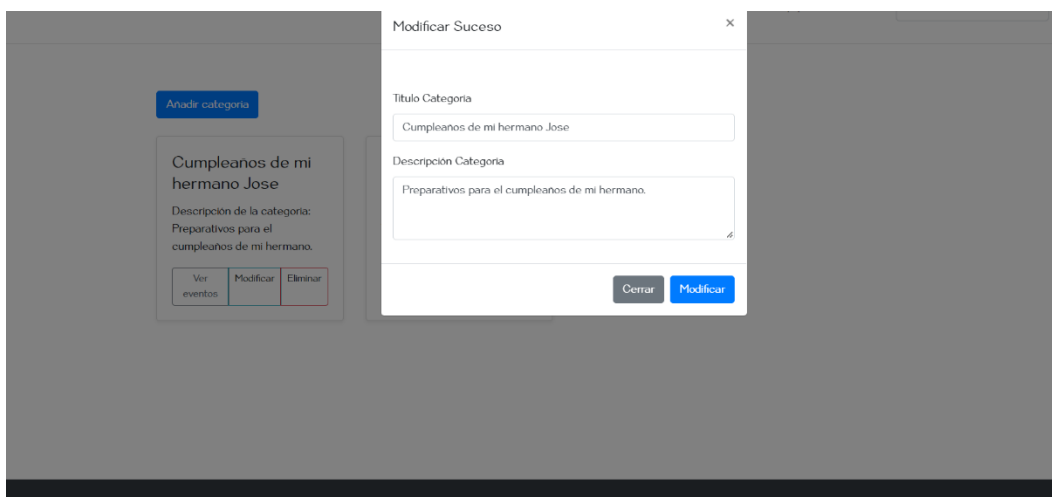 Modificar Suceso
×
Titulo Categoria
Cumpleaños de mi hermano Jose
Descripción Categoria
Preparativos para el cumpleaños de mi hermano.
Cerrar
Modificar
Añadir categoria
Cumpleaños de mi
hermano Jose
Descripción de la categoria:
Preparativos para el
cumpleaños de mi hermano.
Ver
eventos
Modificar
Eliminar